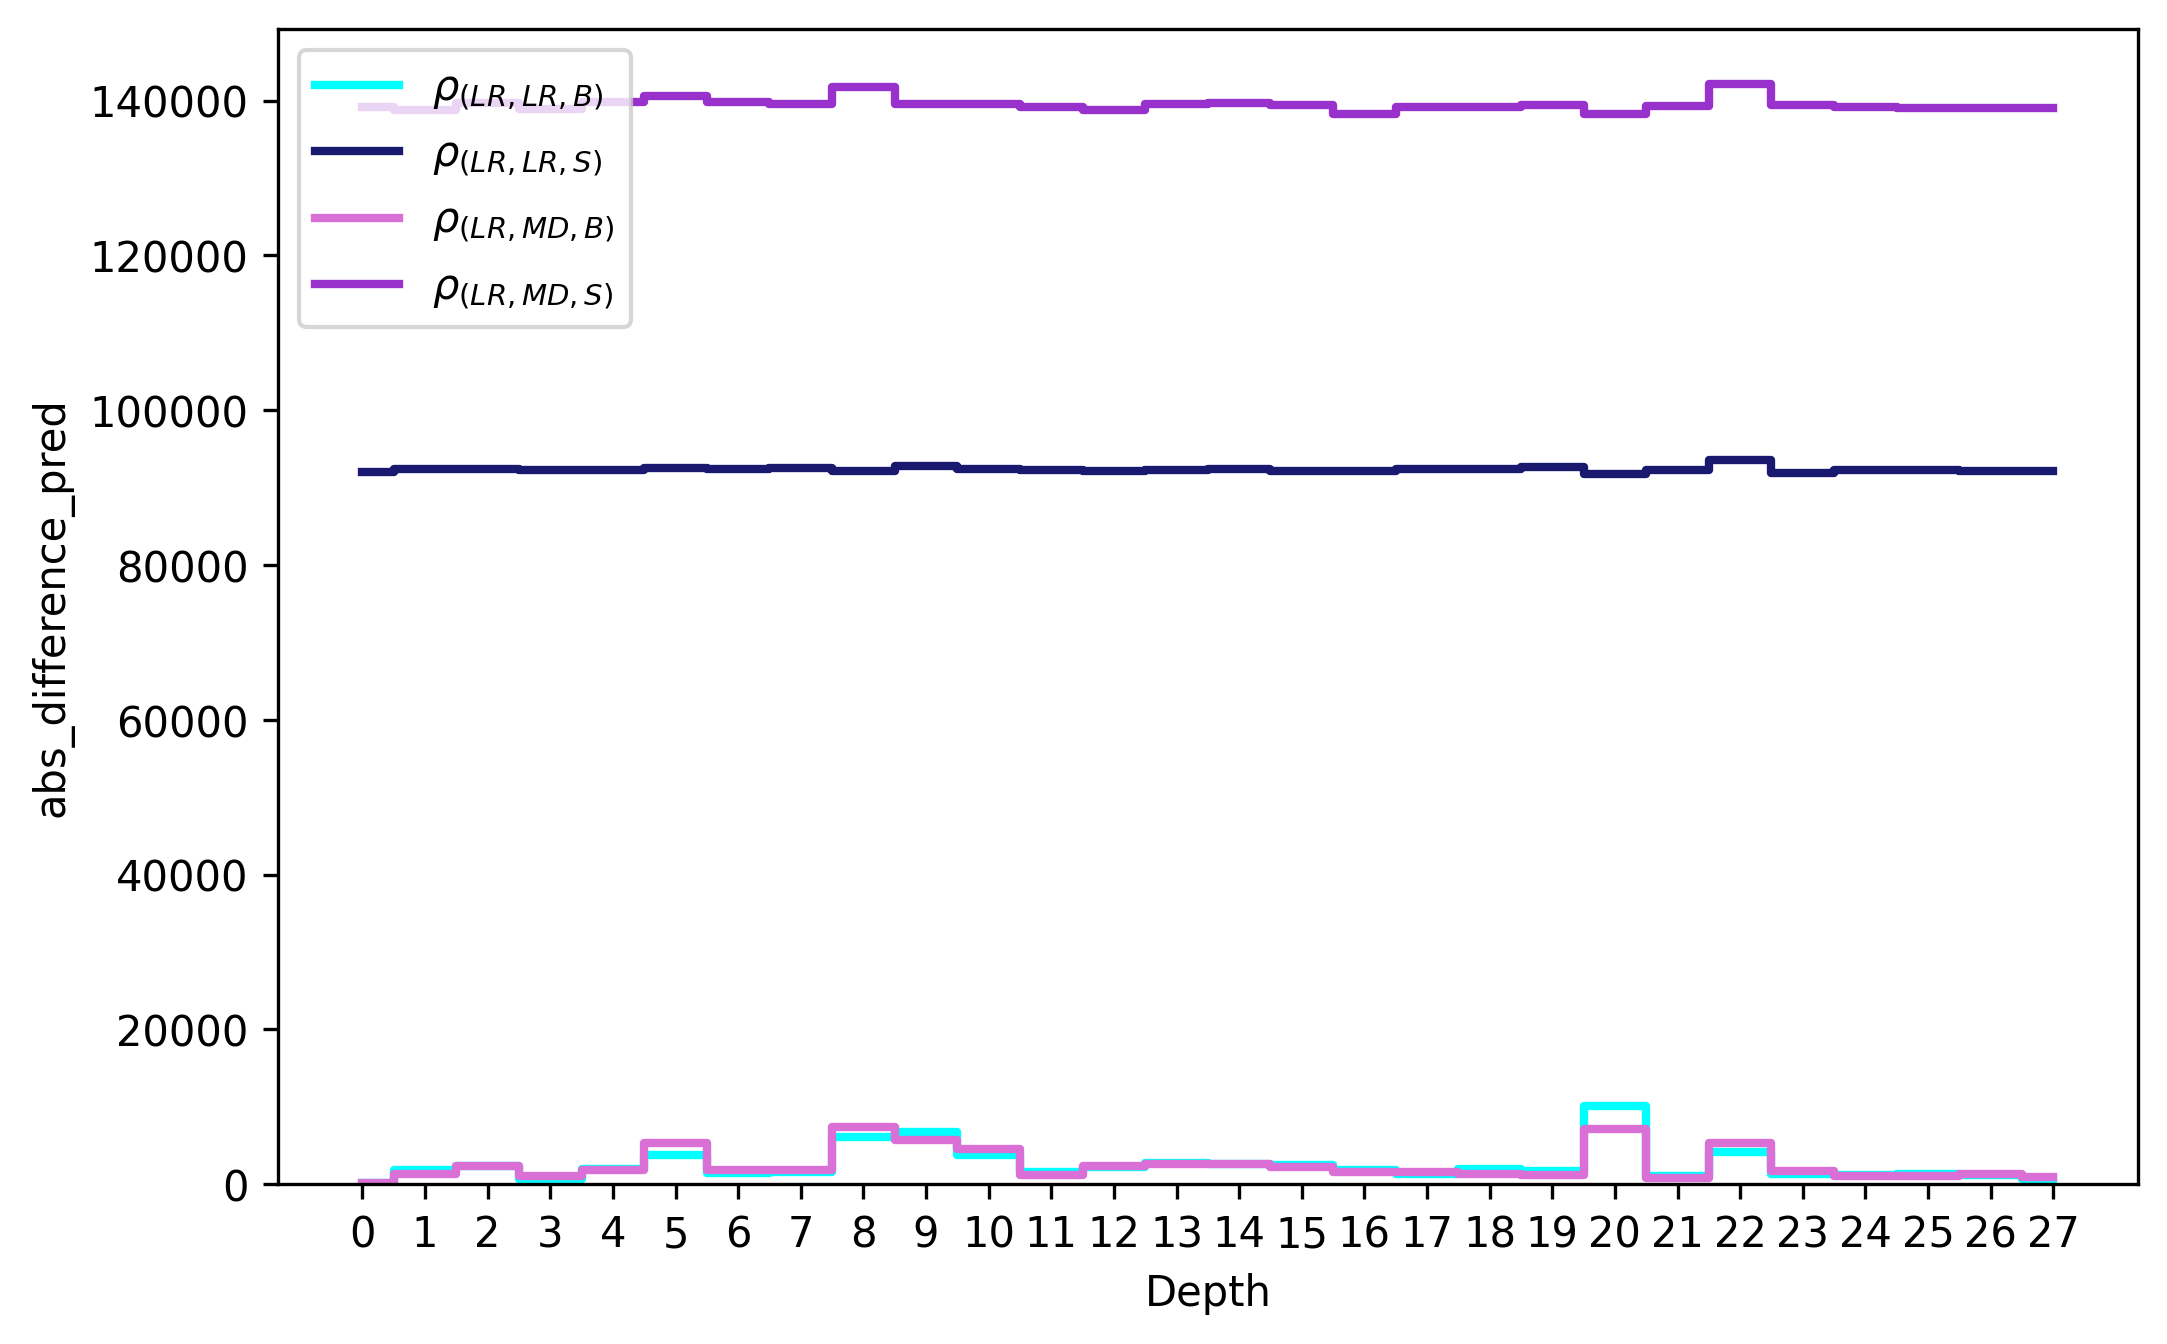 ρ(LR, LR, B)
ρ(LR, LR, S)
ρ(LR, MD, B)
ρ(LR, MD, S)
140000
120000
100000
80000
60000
40000
20000
0
abs_difference_pred
0 1 2 3 4 5 6 7 8 9 10 11 12 13 14 15 16 17 18 19 20 21 22 23 24 25 26 27
Depth